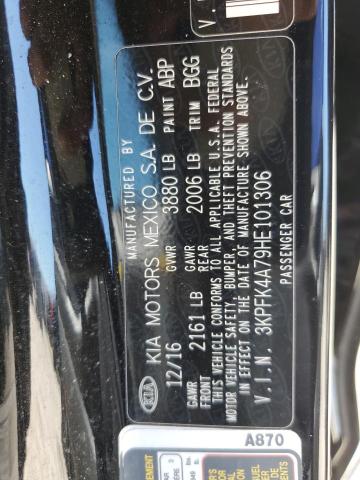 MANUFACTURED BY
KIA MOTORS MEXICO S.A. DE C.V.
KIA
12/16 GVWR 3880 LB PAINT ABP
GAWR FRONT 2161 LB GAWR REAR 2006 LB TRIM BGG
THIS VEHICLE CONFORMS TO ALL APPLICABLE U.S.A. FEDERAL
MOTOR VEHICLE SAFETY, BUMPER, AND THEFT PREVENTION STANDARDS
IN EFFECT ON THE DATE OF MANUFACTURE SHOWN ABOVE.
V.I.N. 3KPFK4A79HE101306
PASSENGER CAR
V.
A870